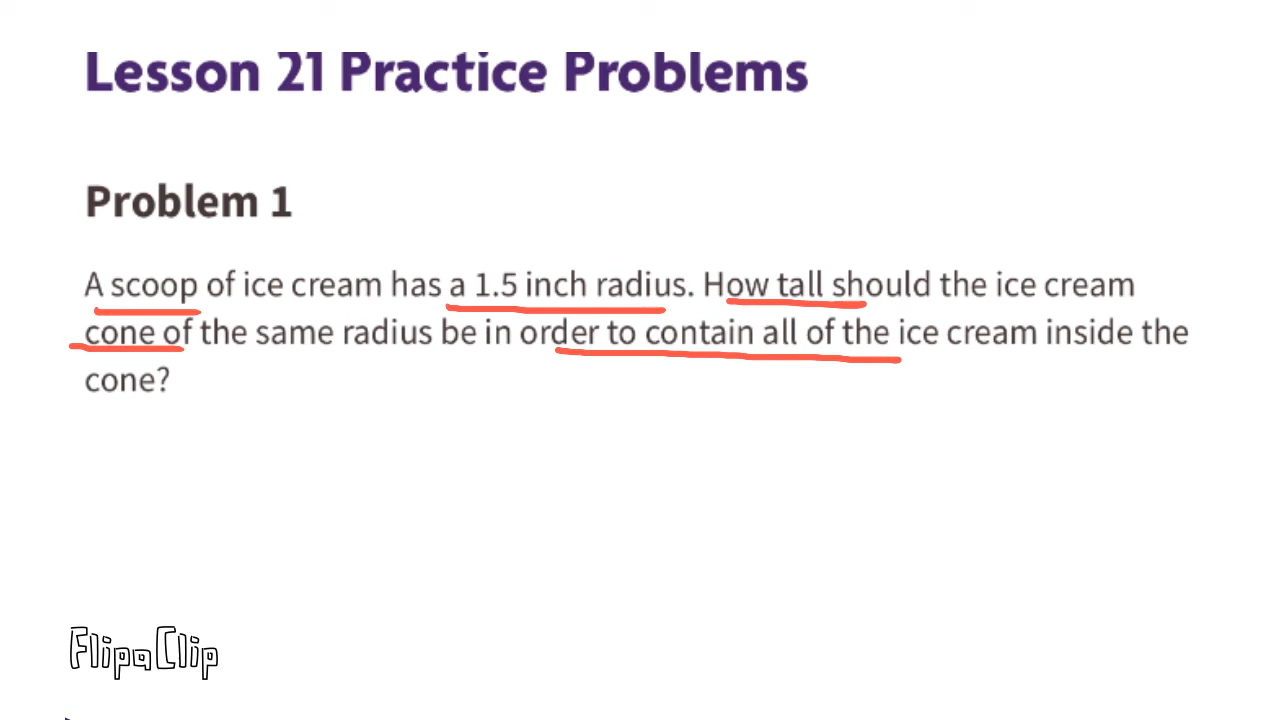 Lesson 21 Practice Problems
Problem 1
A scoop of ice cream has a 1.5 inch radius. How tall should the ice cream
cone of the same radius be in order to contain all of the ice cream inside the
cone?
FlipaClip